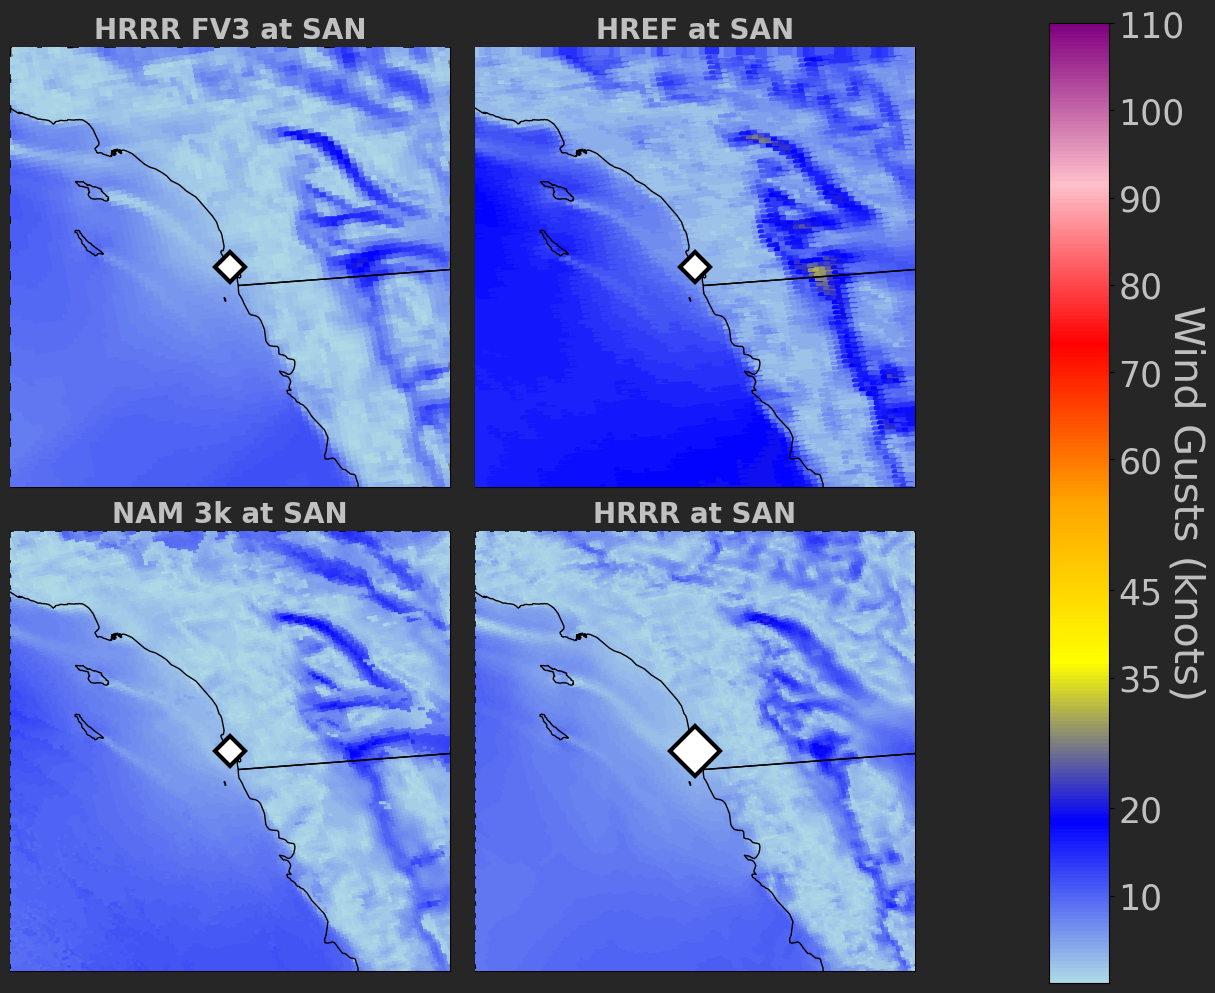 HRRR FV3 at SAN
HREF at SAN
NAM 3k at SAN
HRRR at SAN
110
100
90
80
70
60
45
35
20
10
Wind Gusts (knots)